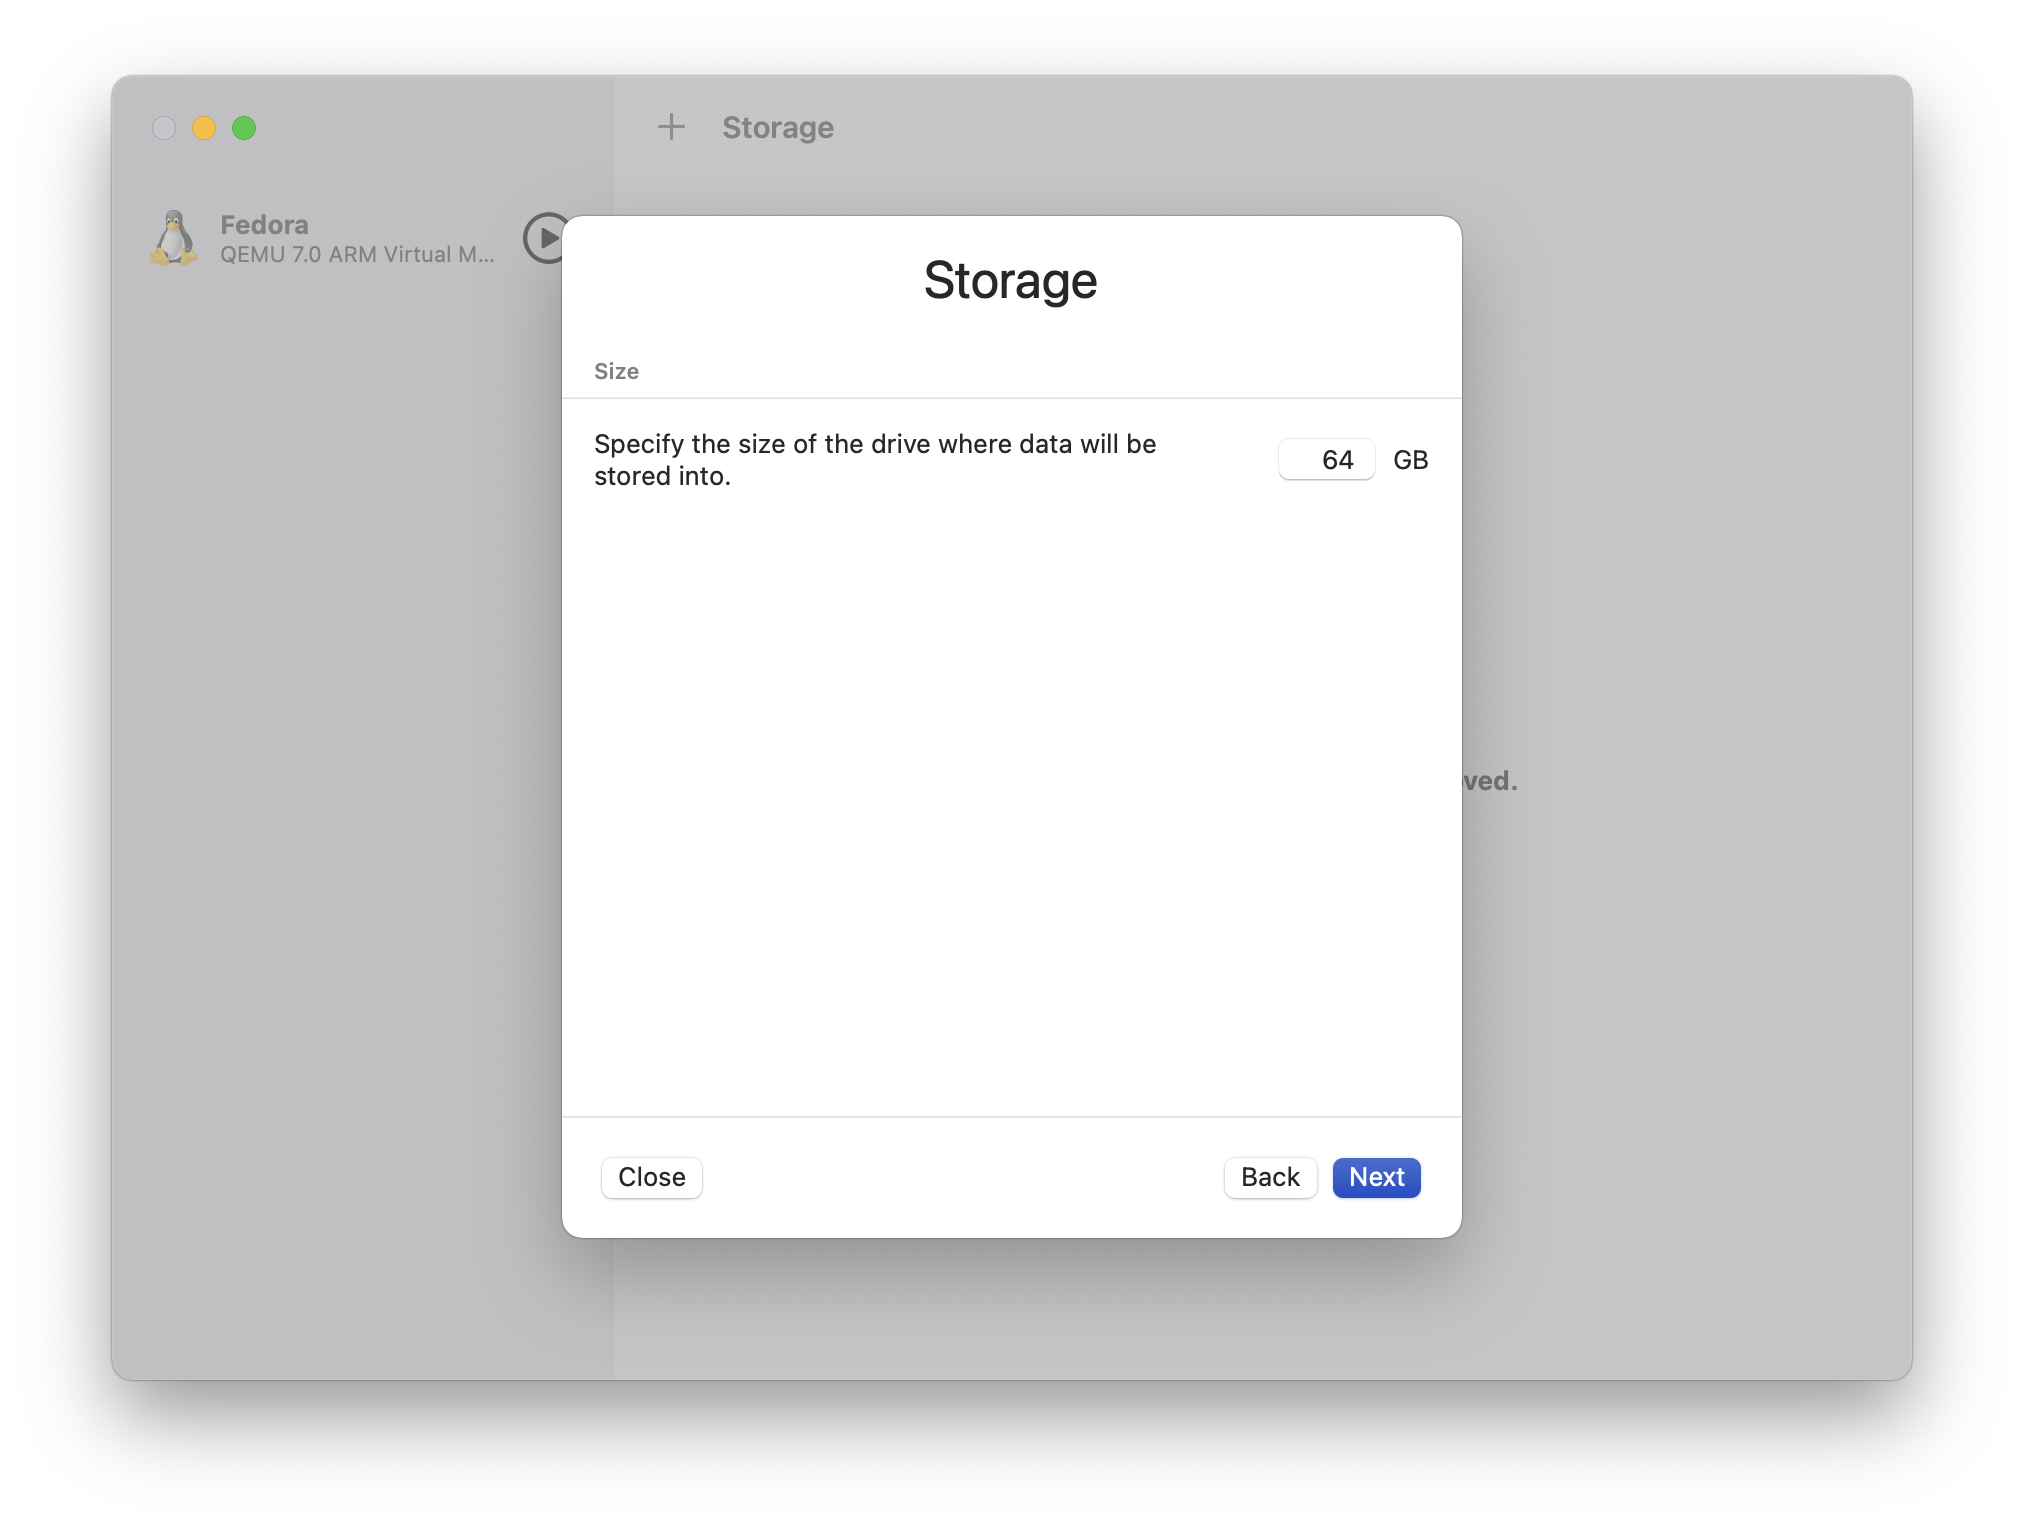 Storage
Fedora
QEMU 7.0 ARM Virtual M...
Storage
Size
Specify the size of the drive where data will be
stored into.
64 GB
Close
Back
Next